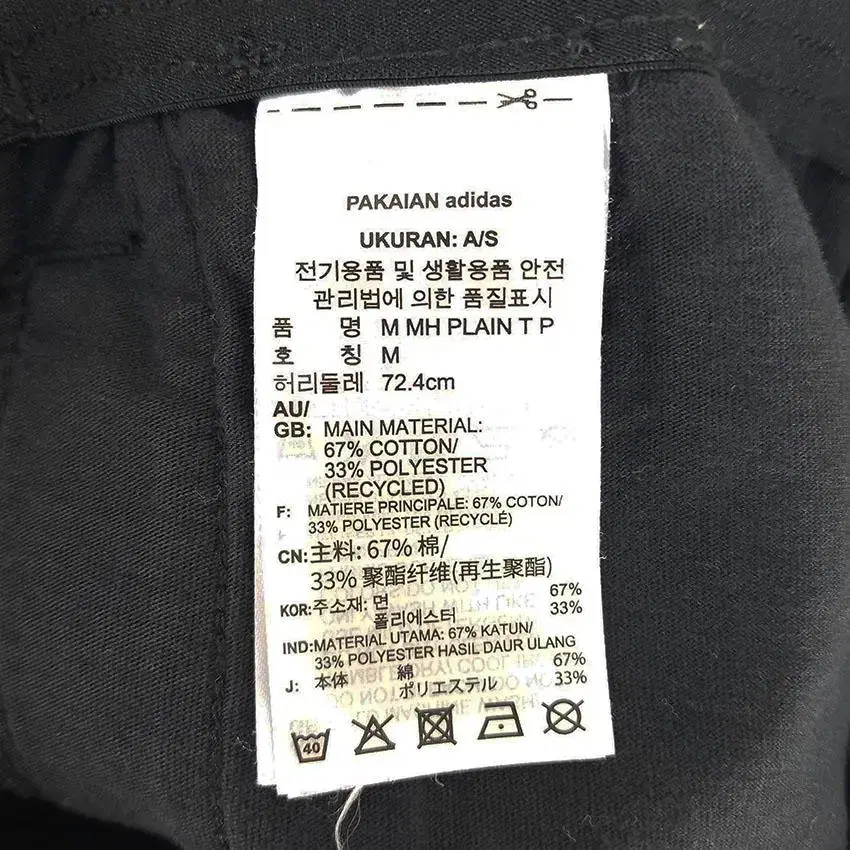 PAKAIAN adidas
UKURAN: A/S
전기용품 및 생활용품 안전
관리법에 의한 품질표시
품 명 M MH PLAIN T P
호 칭 M
허리둘레 72.4cm
AU/
GB: MAIN MATERIAL:
67% COTTON/
33% POLYESTER
(RECYCLED)
F: MATIERE PRINCIPALE: 67% COTON/
33% POLYESTER (RECYCLÉ)
CN:主料: 67% 棉/
33% 聚酯纤维(再生聚酯)
KOR:주소재: 면 67%
폴리에스터 33%
IND:MATERIAL UTAMA: 67% KATUN/
33% POLYESTER HASIL DAUR ULANG
J: 本体 綿 67%
ポリエステル 33%
40